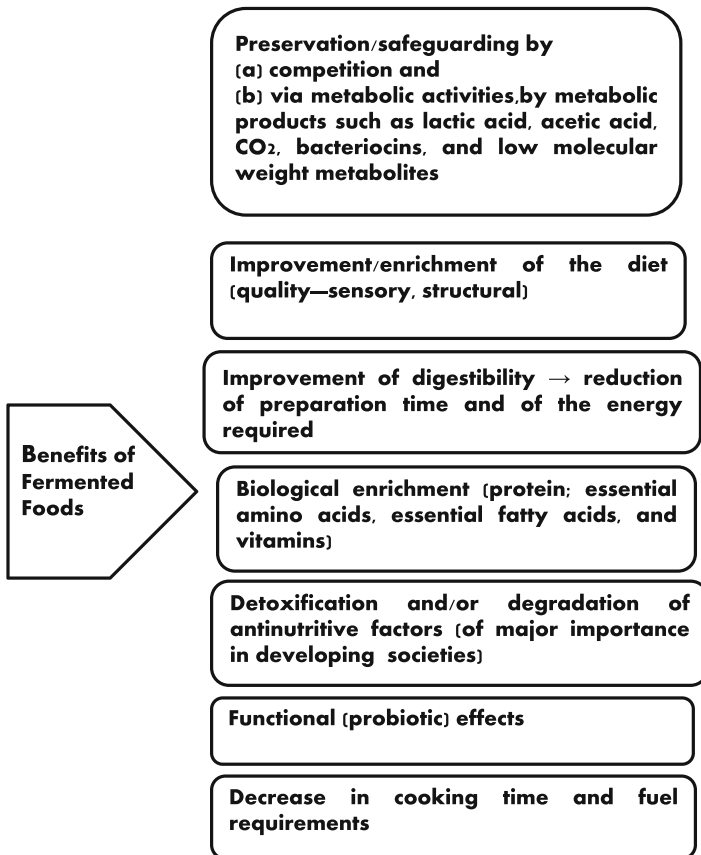 Preservation/safeguarding by
(a) competition and
(b) via metabolic activities,by metabolic
products such as lactic acid, acetic acid,
CO2, bacteriocins, and low molecular
weight metabolites
Improvement/enrichment of the diet
(quality—sensory, structural)
Improvement of digestibility → reduction
of preparation time and of the energy
required
Benefits of
Fermented
Foods
Biological enrichment (protein; essential
amino acids, essential fatty acids, and
vitamins)
Detoxification and/or degradation of
antinutritive factors (of major importance
in developing societies)
Functional (probiotic) effects
Decrease in cooking time and fuel
requirements